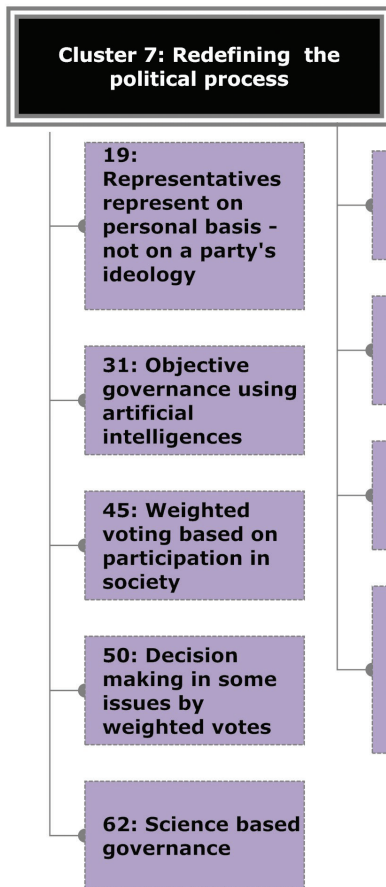 Cluster 7: Redefining the
political process
19:
Representatives
represent on
personal basis -
not on a party's
ideology
31: Objective
governance using
artificial
intelligences
45: Weighted
voting based on
participation in
society
50: Decision
making in some
issues by
weighted votes
62: Science based
governance